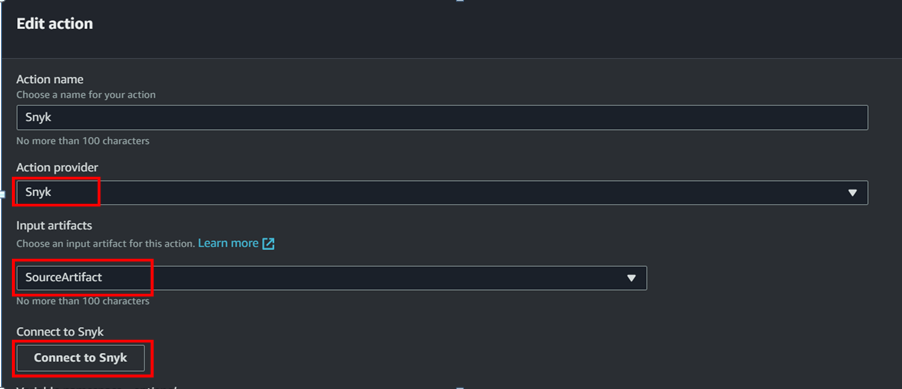 Edit action
Action name
Choose a name for your action
Snyk
No more than 100 characters
Action provider
Snyk
Input artifacts
Choose an input artifact for this action. Learn more
SourceArtifact
No more than 100 characters
Connect to Snyk
Connect to Snyk